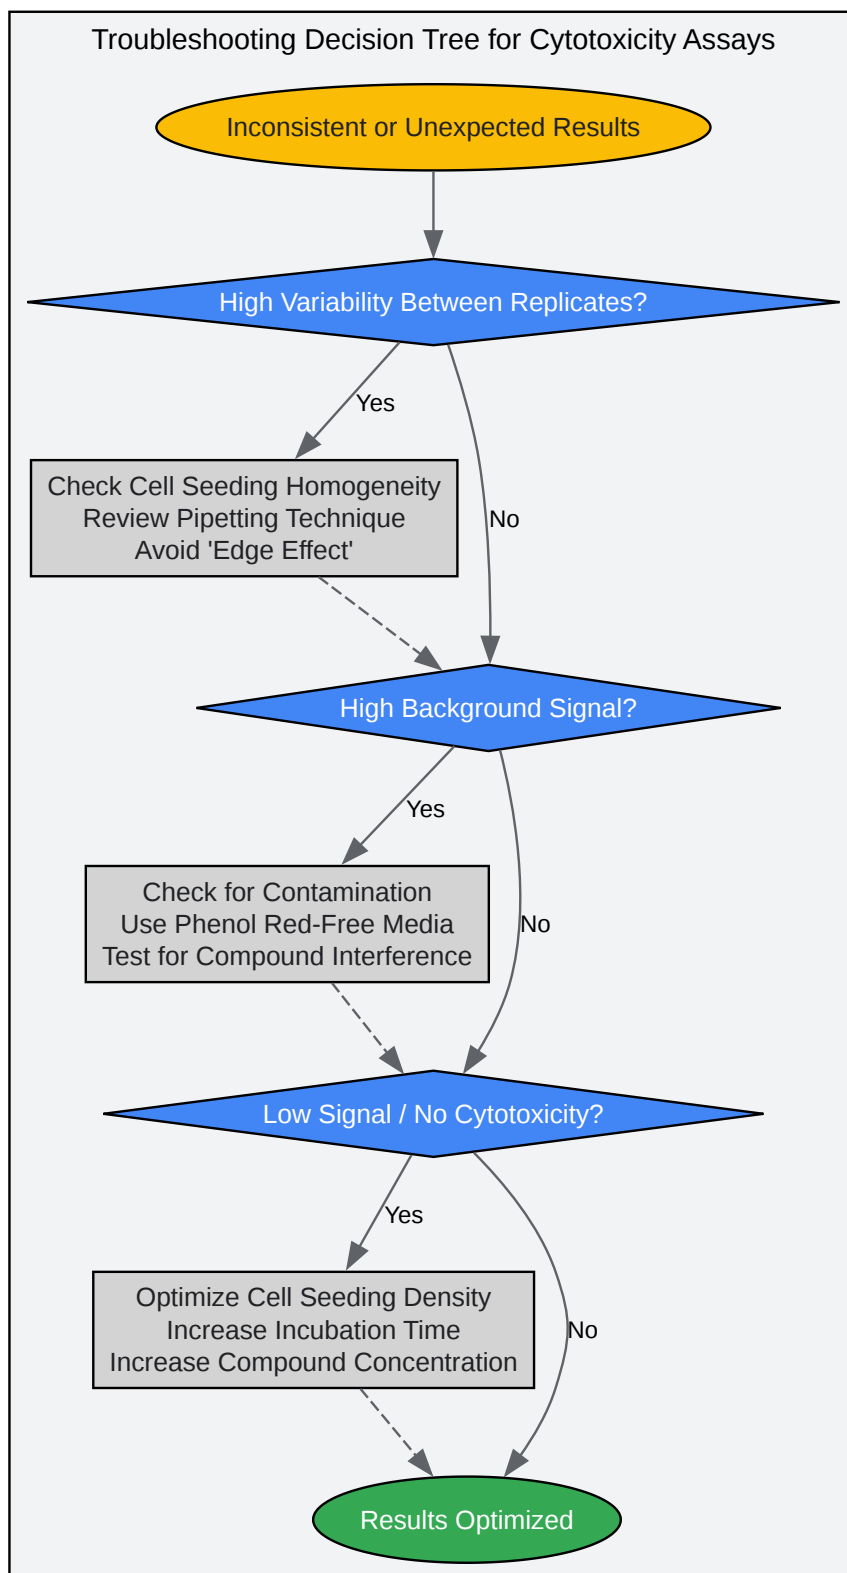 Troubleshooting Decision Tree for Cytotoxicity Assays
Inconsistent or Unexpected Results
High Variability Between Replicates?
Yes
Check Cell Seeding Homogeneity
Review Pipetting Technique
Avoid 'Edge Effect'
No
High Background Signal?
Yes
Check for Contamination
Use Phenol Red-Free Media
Test for Compound Interference
No
Low Signal / No Cytotoxicity?
Yes
Optimize Cell Seeding Density
Increase Incubation Time
Increase Compound Concentration
No
Results Optimized